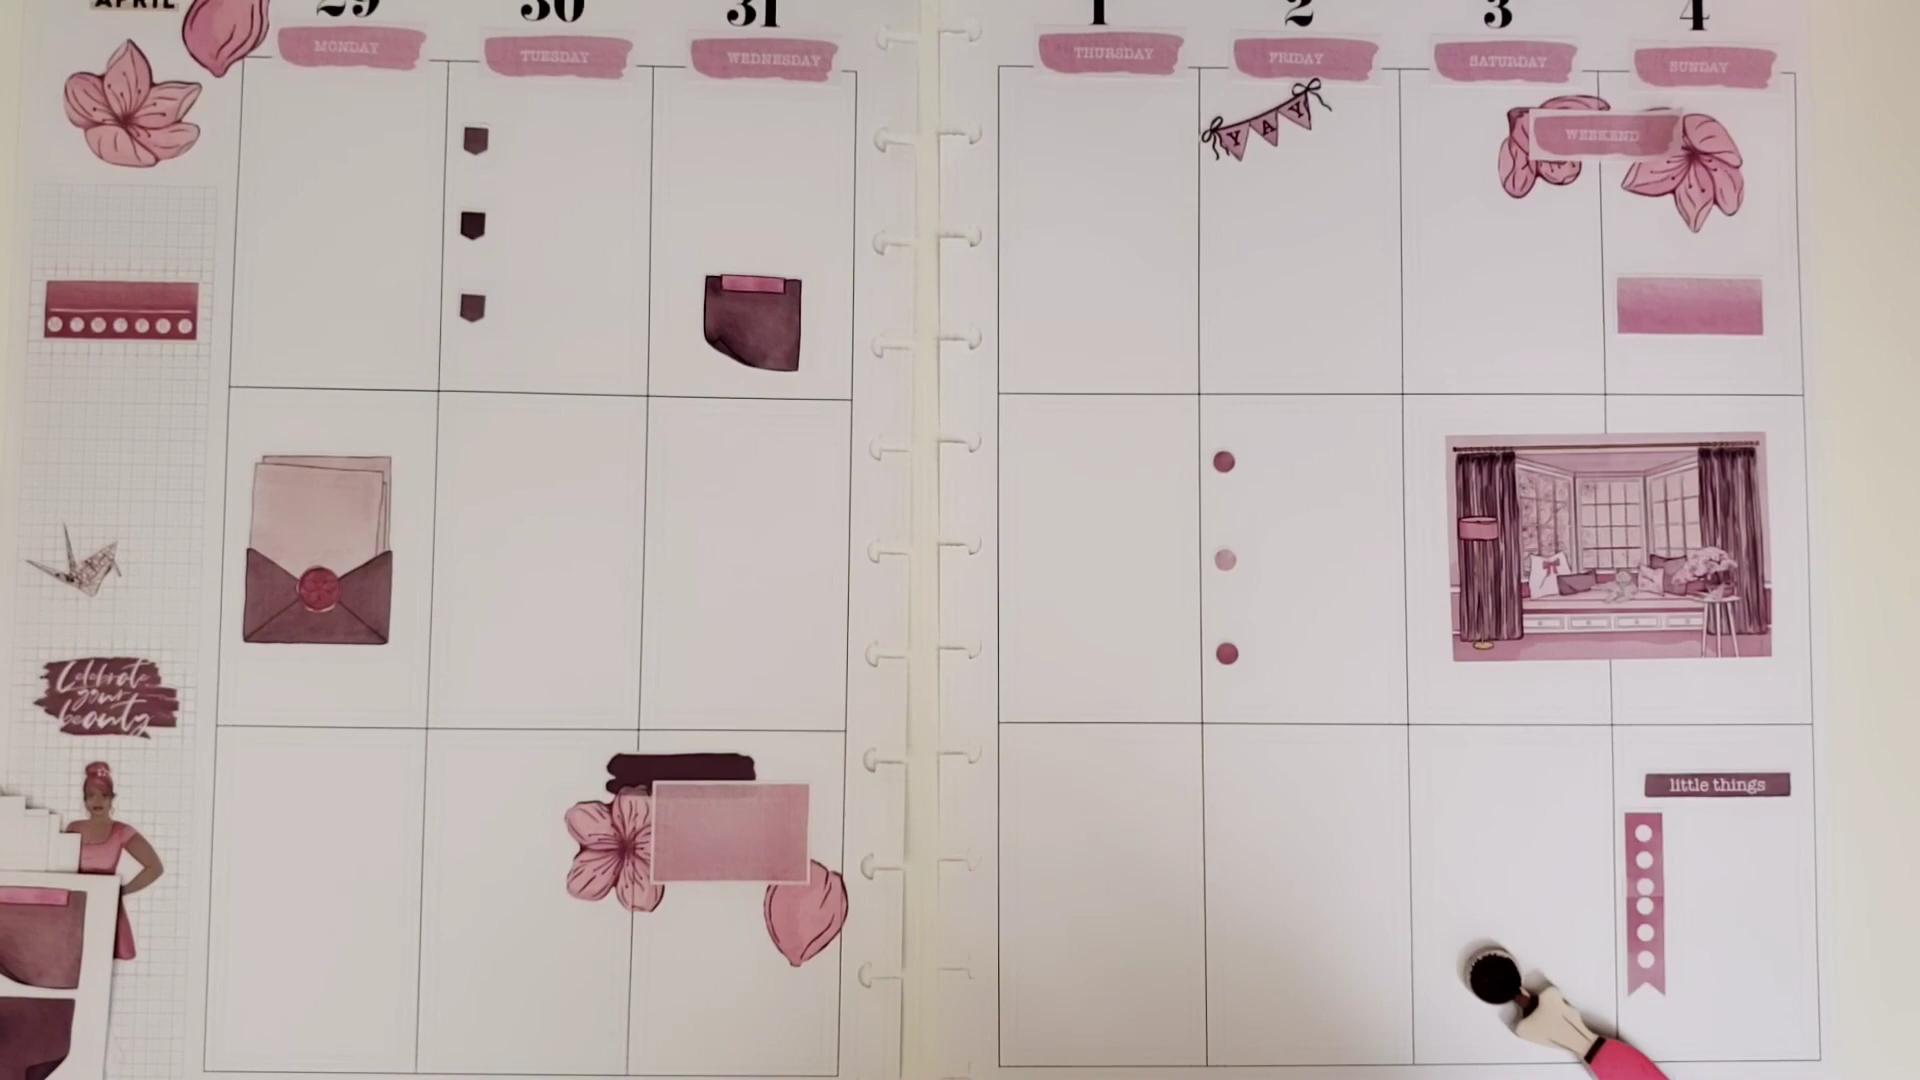 APRIL
29 30 31 1 2 3 4
MONDAY TUESDAY WEDNESDAY THURSDAY FRIDAY SATURDAY SUNDAY
YAY
WEEKEND
Celebrate
your
beauty
little things